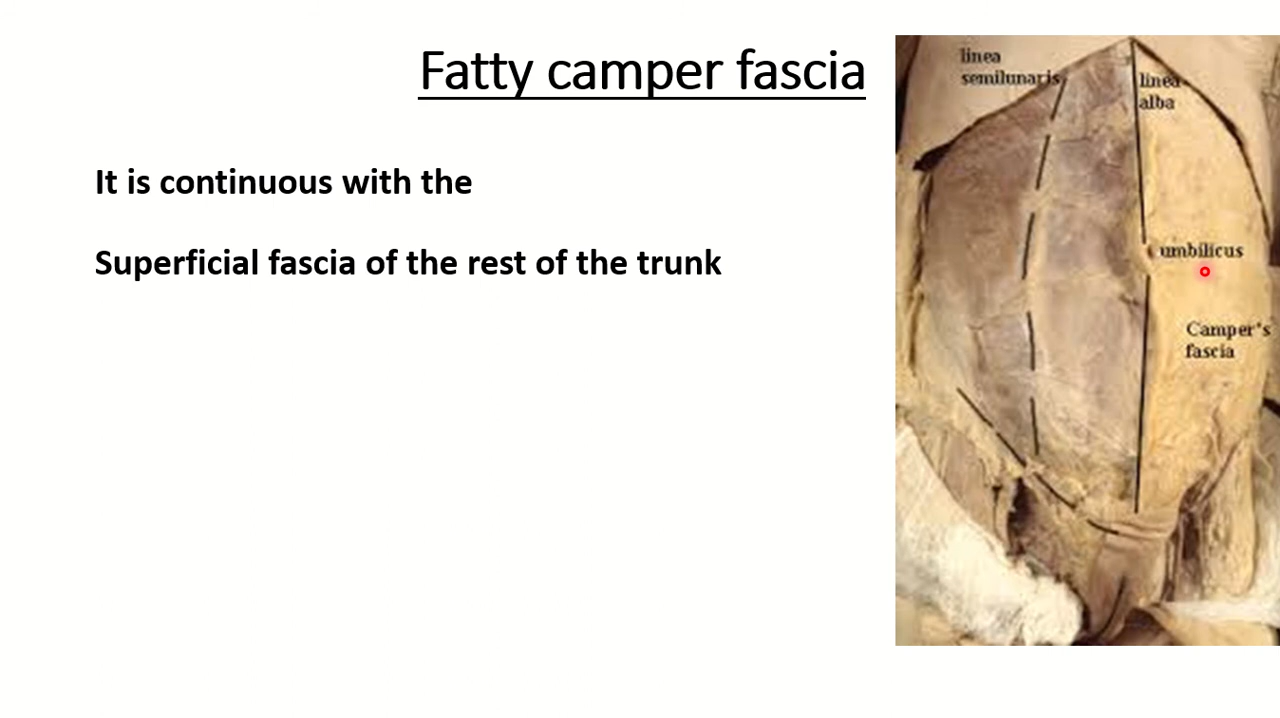 Fatty camper fascia
It is continuous with the
Superficial fascia of the rest of the trunk
linea
semilunaris
linea
alba
umbilicus
Camper's
fascia